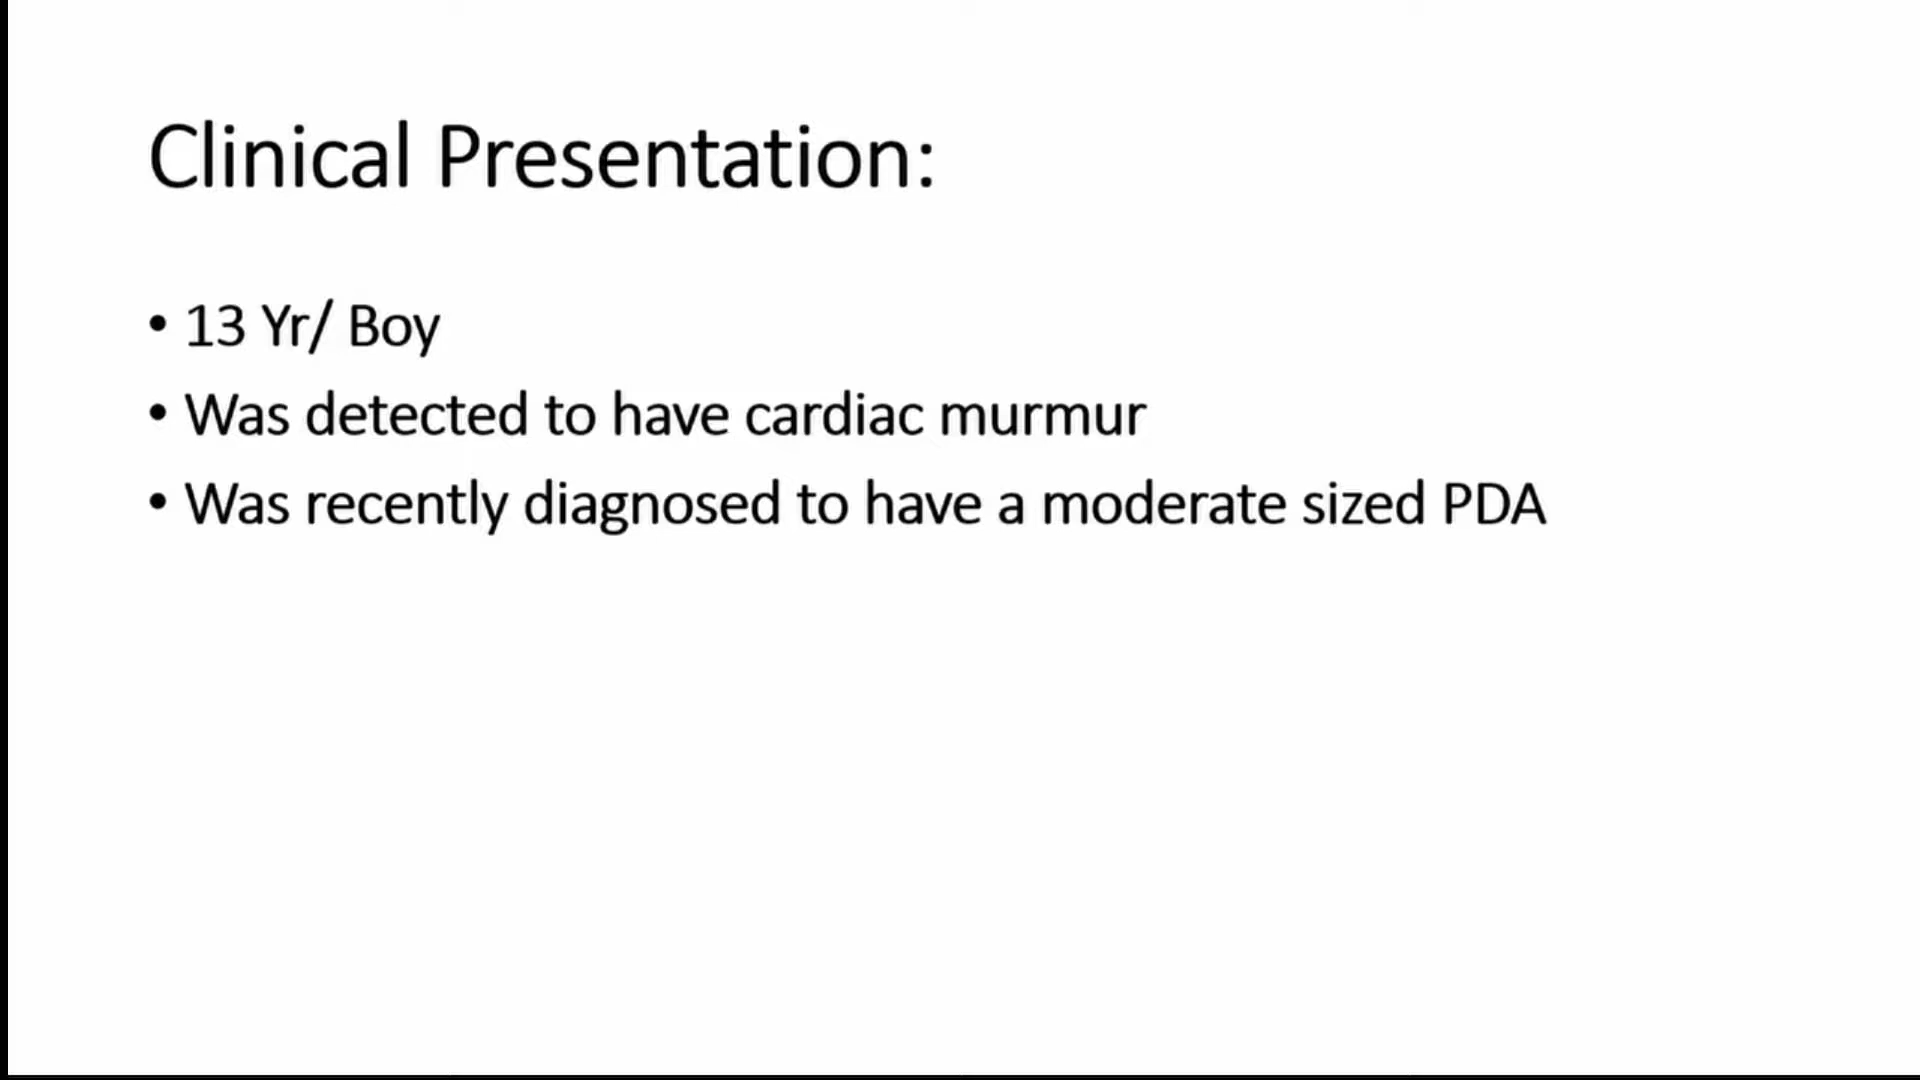 Clinical Presentation:
• 13 Yr/ Boy
• Was detected to have cardiac murmur
• Was recently diagnosed to have a moderate sized PDA